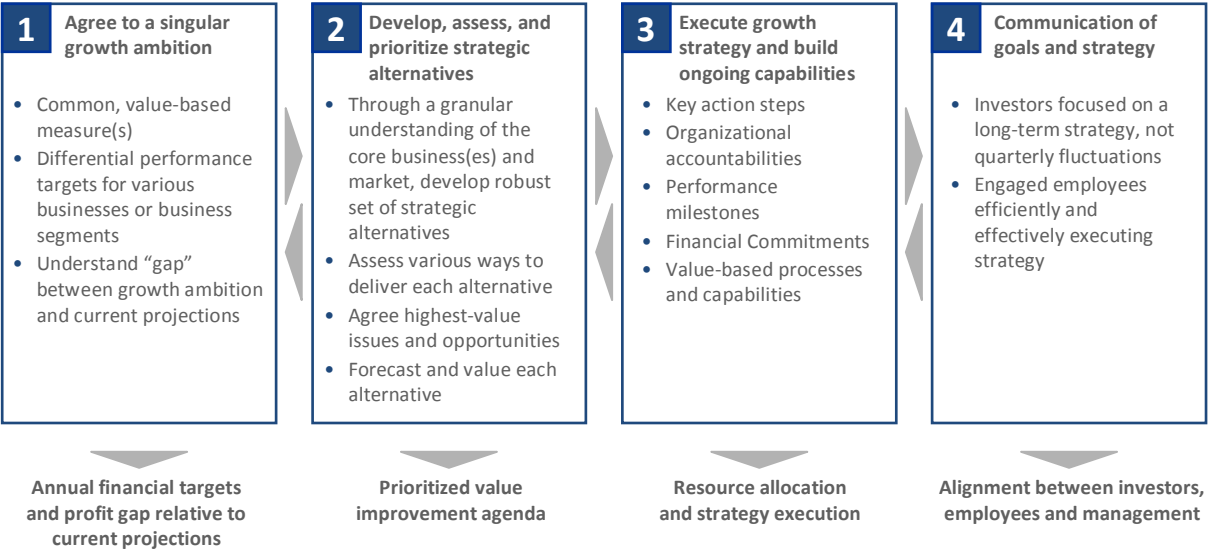 1
Agree to a singular
growth ambition
• Common, value-based
measure(s)
• Differential performance
targets for various
businesses or business
segments
• Understand “gap”
between growth ambition
and current projections
Annual financial targets
and profit gap relative to
current projections
2
Develop, assess, and
prioritize strategic
alternatives
• Through a granular
understanding of the
core business(es) and
market, develop robust
set of strategic
alternatives
• Assess various ways to
deliver each alternative
• Agree highest-value
issues and opportunities
• Forecast and value each
alternative
Prioritized value
improvement agenda
3
Execute growth
strategy and build
ongoing capabilities
• Key action steps
• Organizational
accountabilities
• Performance
milestones
• Financial Commitments
• Value-based processes
and capabilities
Resource allocation
and strategy execution
4
Communication of
goals and strategy
• Investors focused on a
long-term strategy, not
quarterly fluctuations
• Engaged employees
efficiently and
effectively executing
strategy
Alignment between investors,
employees and management